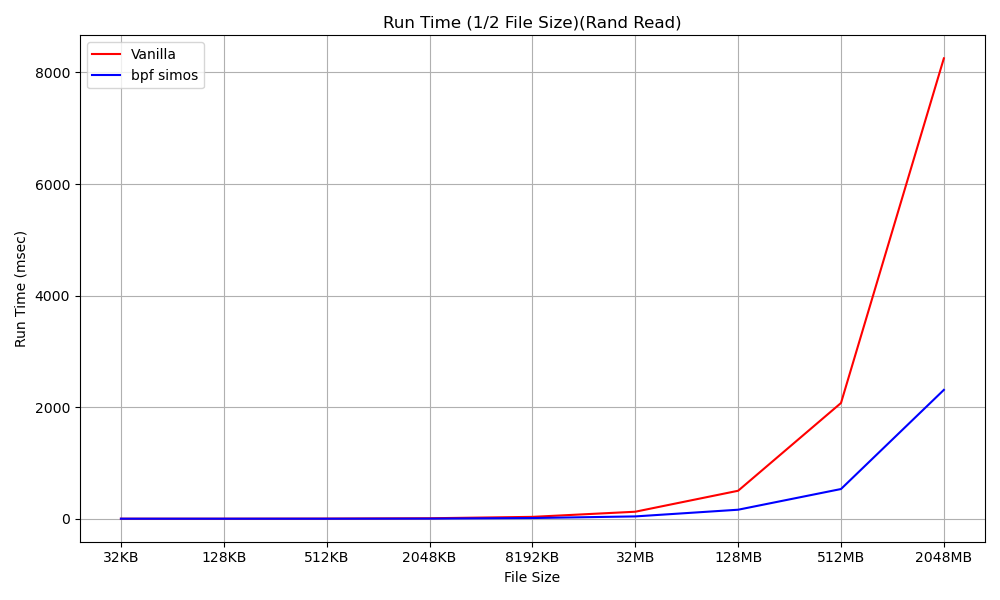 Run Time (1/2 File Size)(Rand Read)
Vanilla
bpf simos
Run Time (msec)
8000
6000
4000
2000
0
32KB 128KB 512KB 2048KB 8192KB 32MB 128MB 512MB 2048MB
File Size